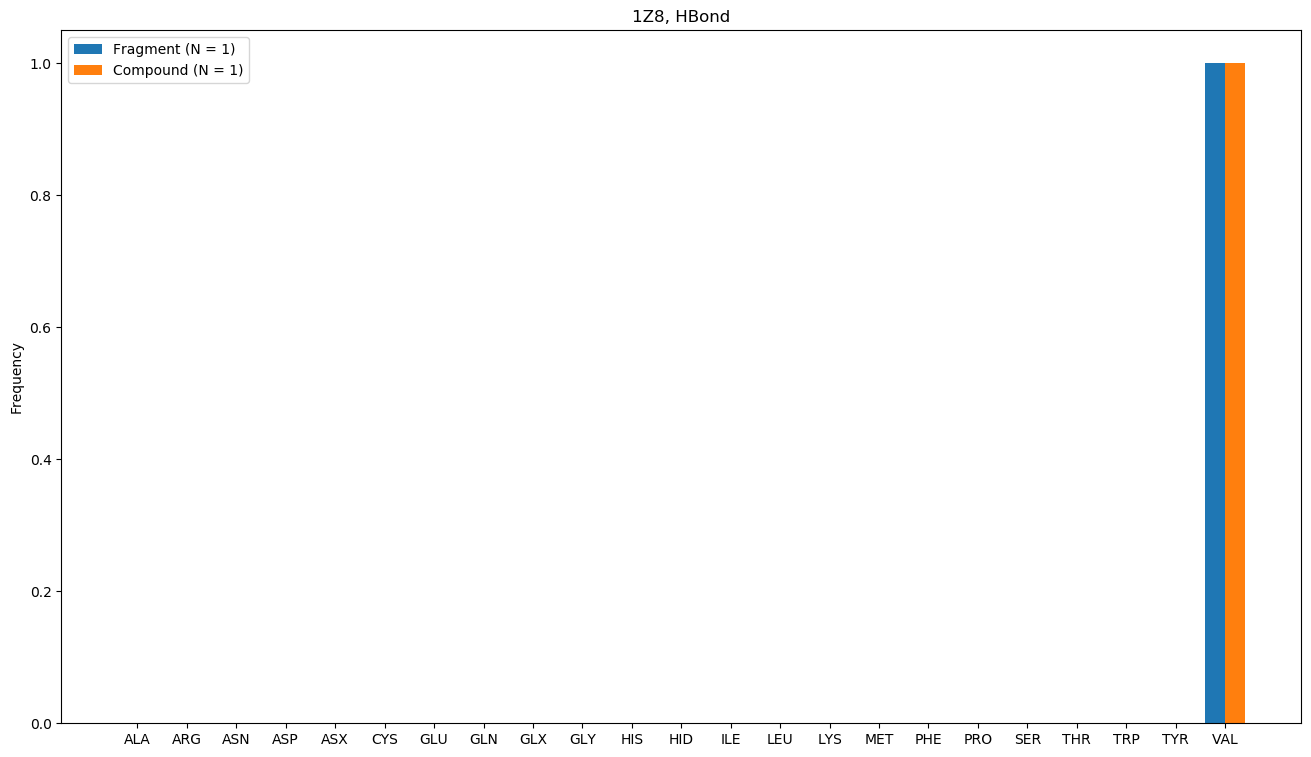 1Z8, HBond
Fragment (N = 1)
Compound (N = 1)
Frequency
1.0
0.8
0.6
0.4
0.2
0.0
ALA ARG ASN ASP ASX CYS GLU GLN GLX GLY HIS HID ILE LEU LYS MET PHE PRO SER THR TRP TYR VAL